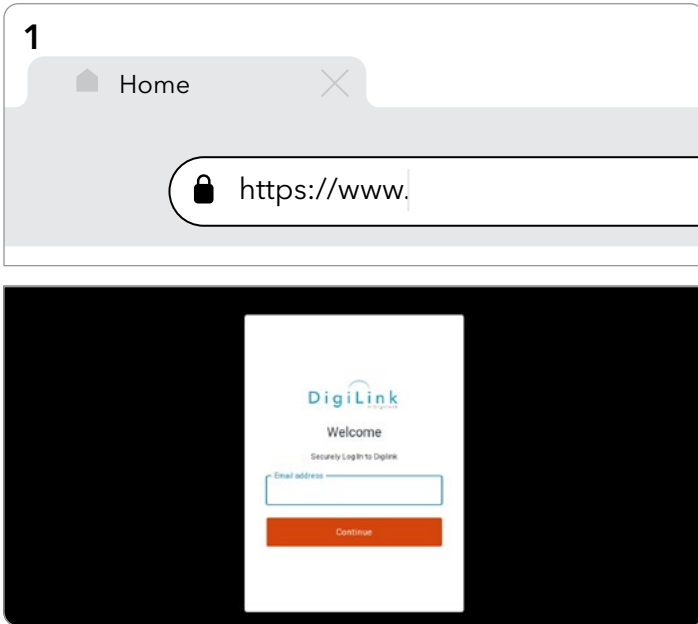 1
Home
https://www.
DigiLink
Welcome
Securely Log In to Digilink
Email address
Continue